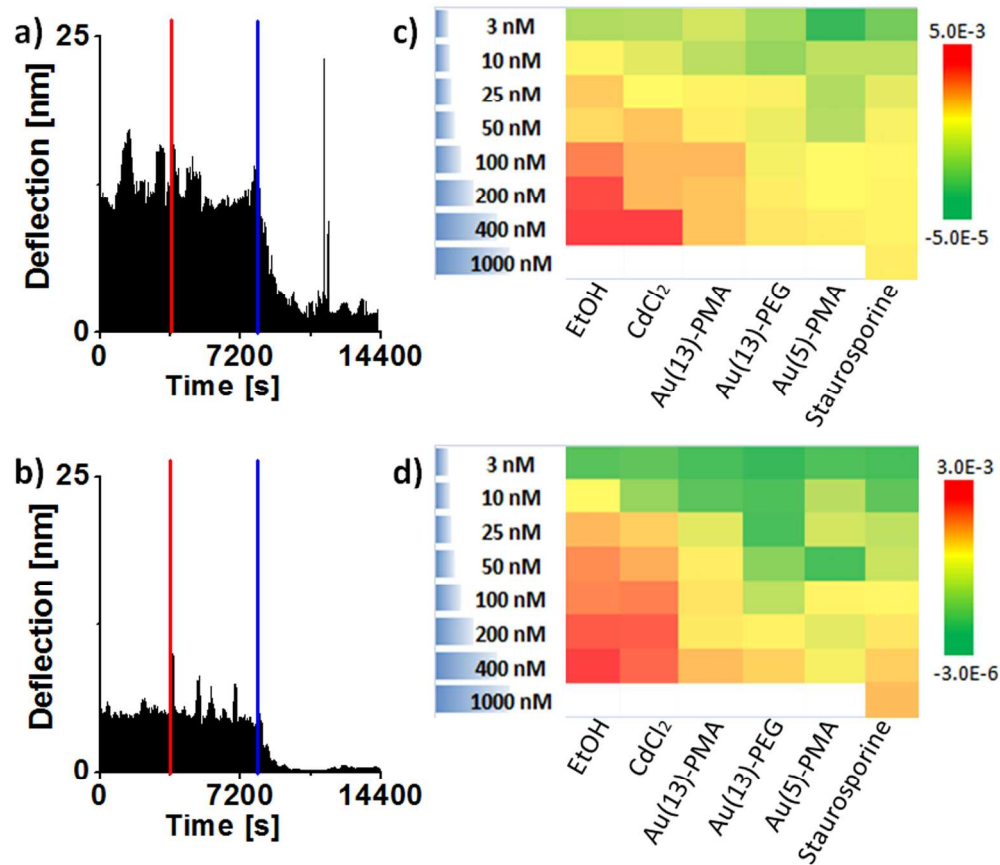 a)
25
Deflection [nm]
0
0 7200 14400
Time [s]
c)
3 nM
10 nM
25 nM
50 nM
100 nM
200 nM
400 nM
1000 nM
EtOH
CdCl₂
Au(13)-PMA
Au(13)-PEG
Au(5)-PMA
Staurosporine
5.0E-3
-5.0E-5
b)
25
Deflection [nm]
0
0 7200 14400
Time [s]
d)
3 nM
10 nM
25 nM
50 nM
100 nM
200 nM
400 nM
1000 nM
EtOH
CdCl₂
Au(13)-PMA
Au(13)-PEG
Au(5)-PMA
Staurosporine
3.0E-3
-3.0E-6